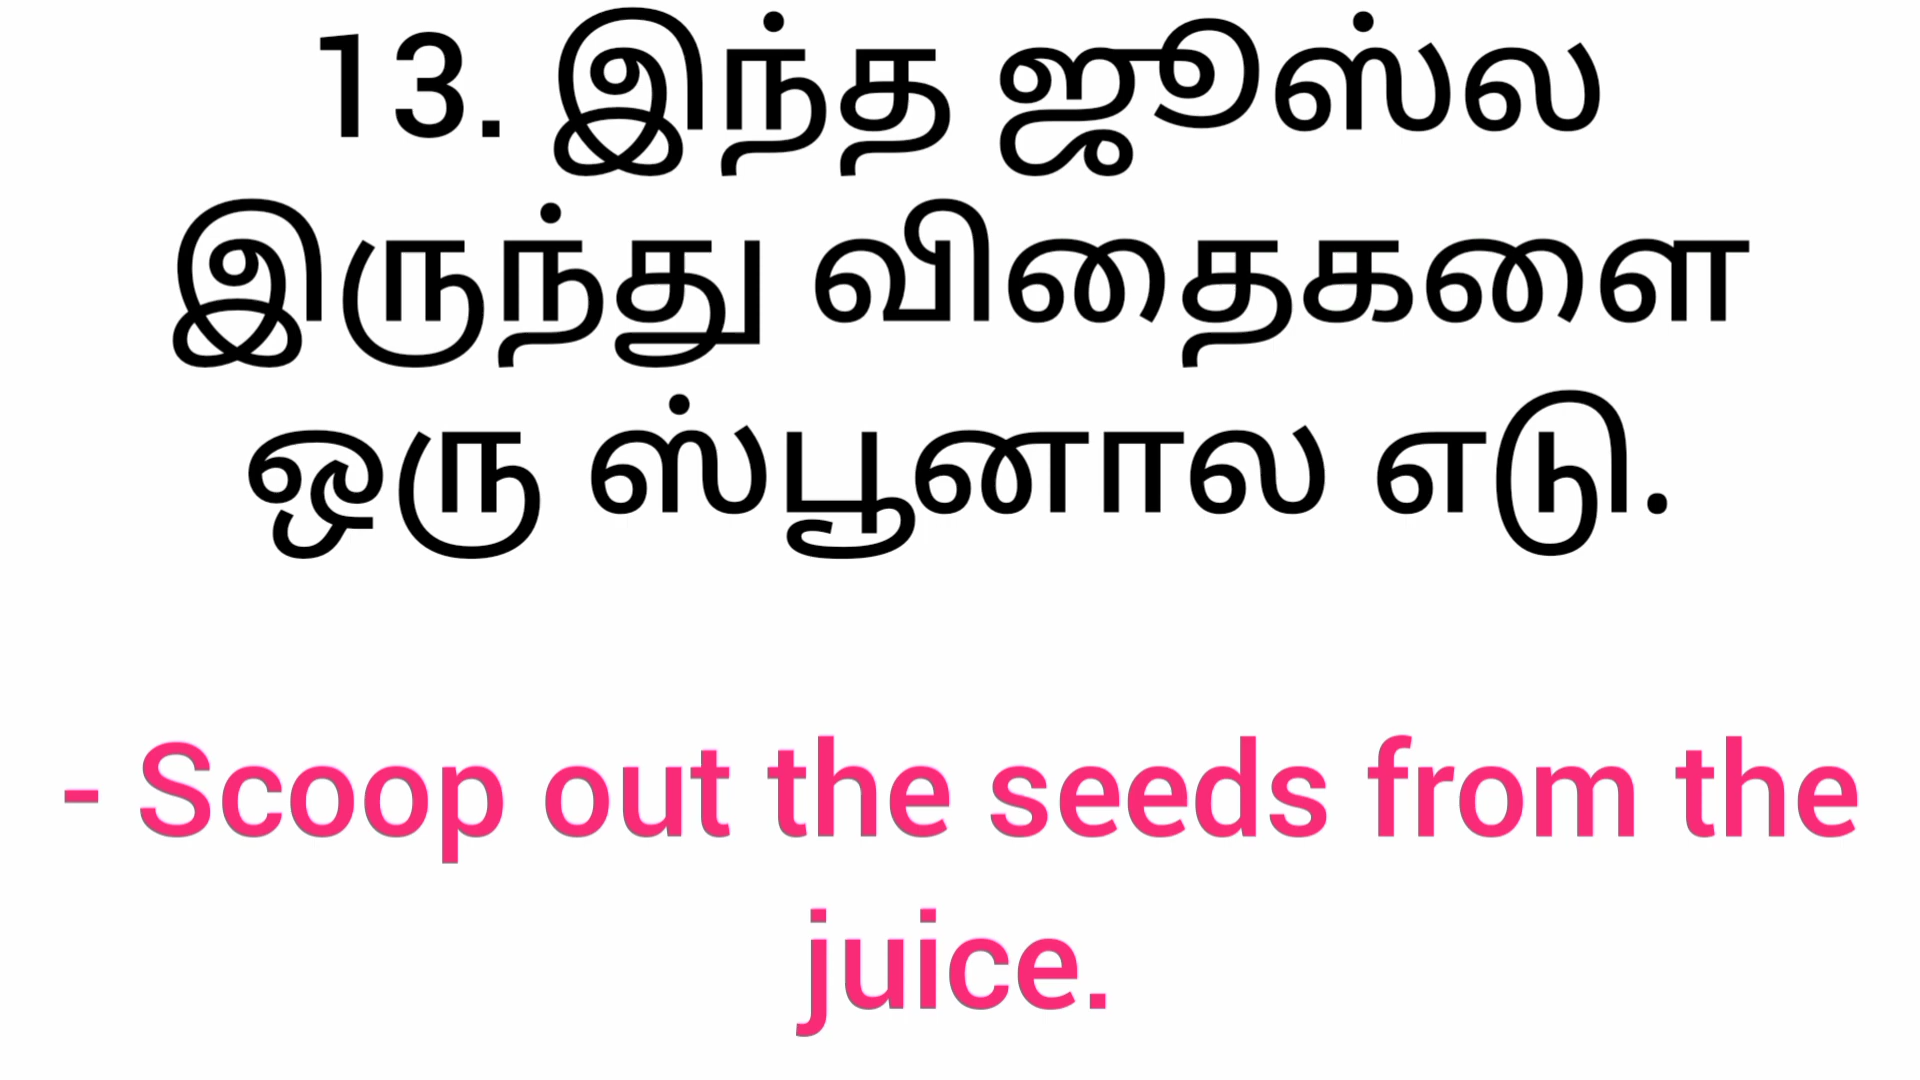 13. இந்த ஜூஸ்ல
இருந்து விதைகளை
ஒரு ஸ்பூனால எடு.
- Scoop out the seeds from the
juice.